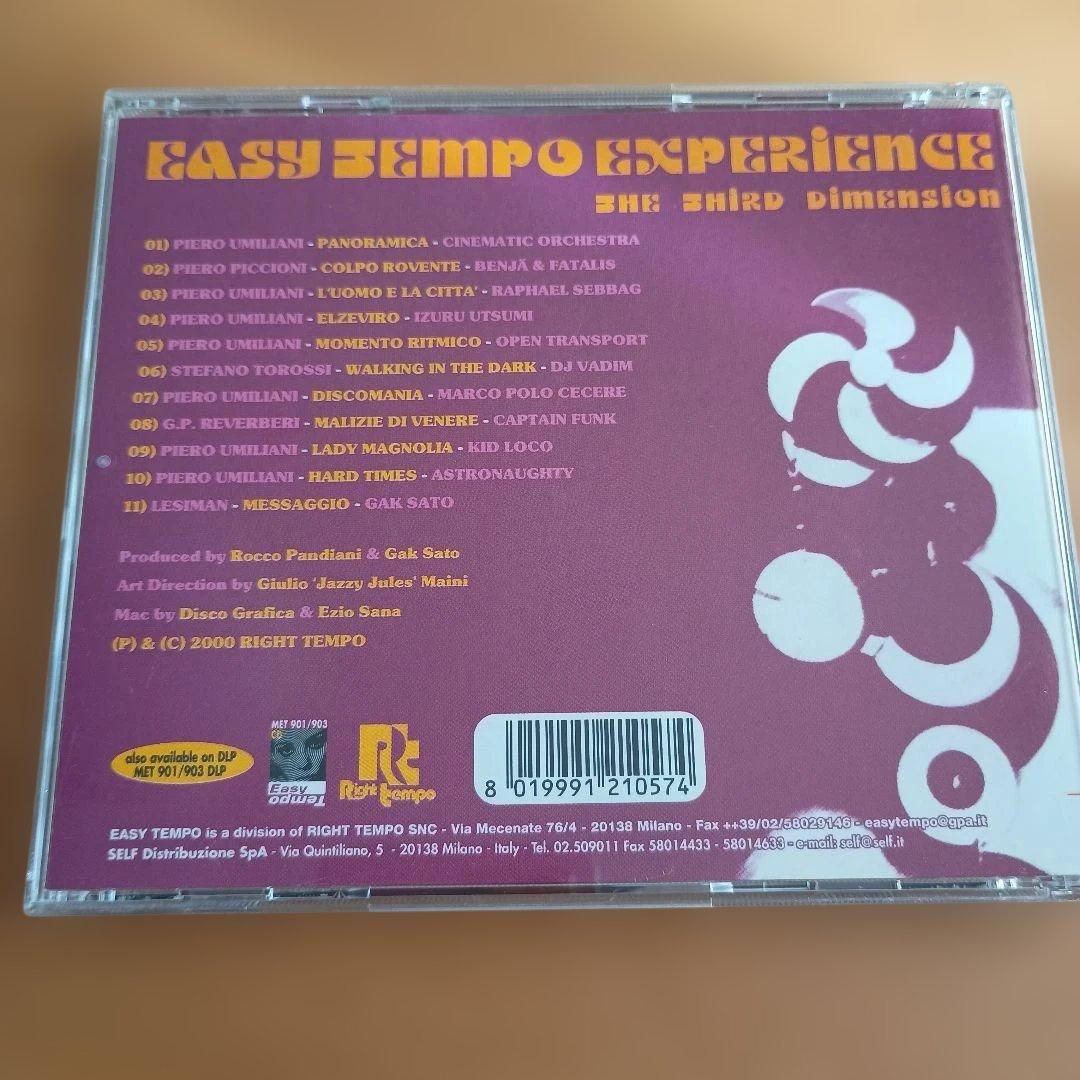 EASY TEMPO EXPERIENCE
THE THIRD DIMENSION
01) PIERO UMILIANI - PANORAMICA - CINEMATIC ORCHESTRA
02) PIERO PICCIONI - COLPO ROVENTE - BENJÄ & FATALIS
03) PIERO UMILIANI - L'UOMO E LA CITTA' - RAPHAEL SEBBAG
04) PIERO UMILIANI - ELZEVIRO - IZURU UTSUMI
05) PIERO UMILIANI - MOMENTO RITMICO - OPEN TRANSPORT
06) STEFANO TOROSSI - WALKING IN THE DARK - DJ VADIM
07) PIERO UMILIANI - DISCOMANIA - MARCO POLO CECERE
08) G.P. REVERBERI - MALIZIE DI VENERE - CAPTAIN FUNK
09) PIERO UMILIANI - LADY MAGNOLIA - KID LOCO
10) PIERO UMILIANI - HARD TIMES - ASTRONAUGHTY
11) LESIMAN - MESSAGGIO - GAK SATO
Produced by Rocco Pandiani & Gak Sato
Art Direction by Giulio 'Jazzy Jules' Maini
Mac by Disco Grafica & Ezio Sana
(P) & (C) 2000 RIGHT TEMPO
also available on DLP
MET 901/903 DLP
MET 901/903
CD
Easy
Tempo
Rt
Right tempo
8 019991 210574
EASY TEMPO is a division of RIGHT TEMPO SNC - Via Mecenate 76/4 - 20138 Milano - Fax ++39/02/58029146 - easytempo@gpa.it
SELF Distribuzione SpA - Via Quintiliano, 5 - 20138 Milano - Italy - Tel. 02.509011 Fax 58014433 - 58014633 - e-mail: self@self.it